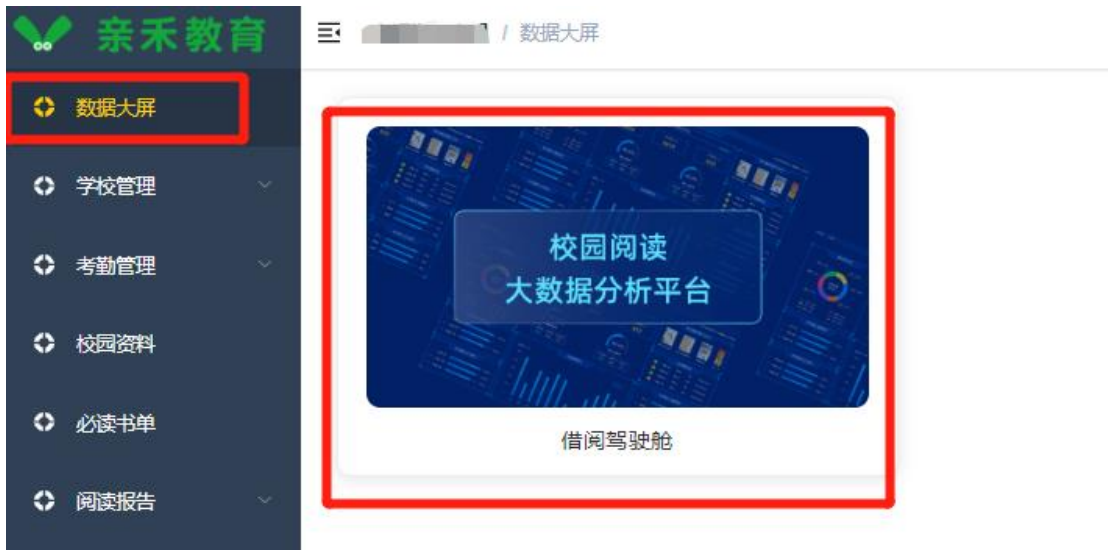 亲禾教育
/ 数据大屏
数据大屏
学校管理
考勤管理
校园资料
必读书单
阅读报告
校园阅读
大数据分析平台
借阅驾驶舱